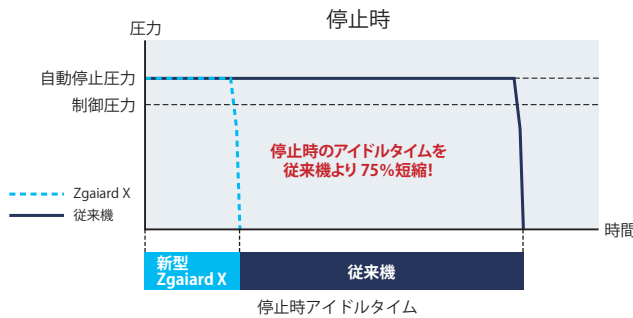 停止時
圧力
自動停止圧力
制御圧力
停止時のアイドルタイムを
従来機より75%短縮!
Zgaiard X
従来機
時間
新型
Zgaiard X
従来機
停止時アイドルタイム